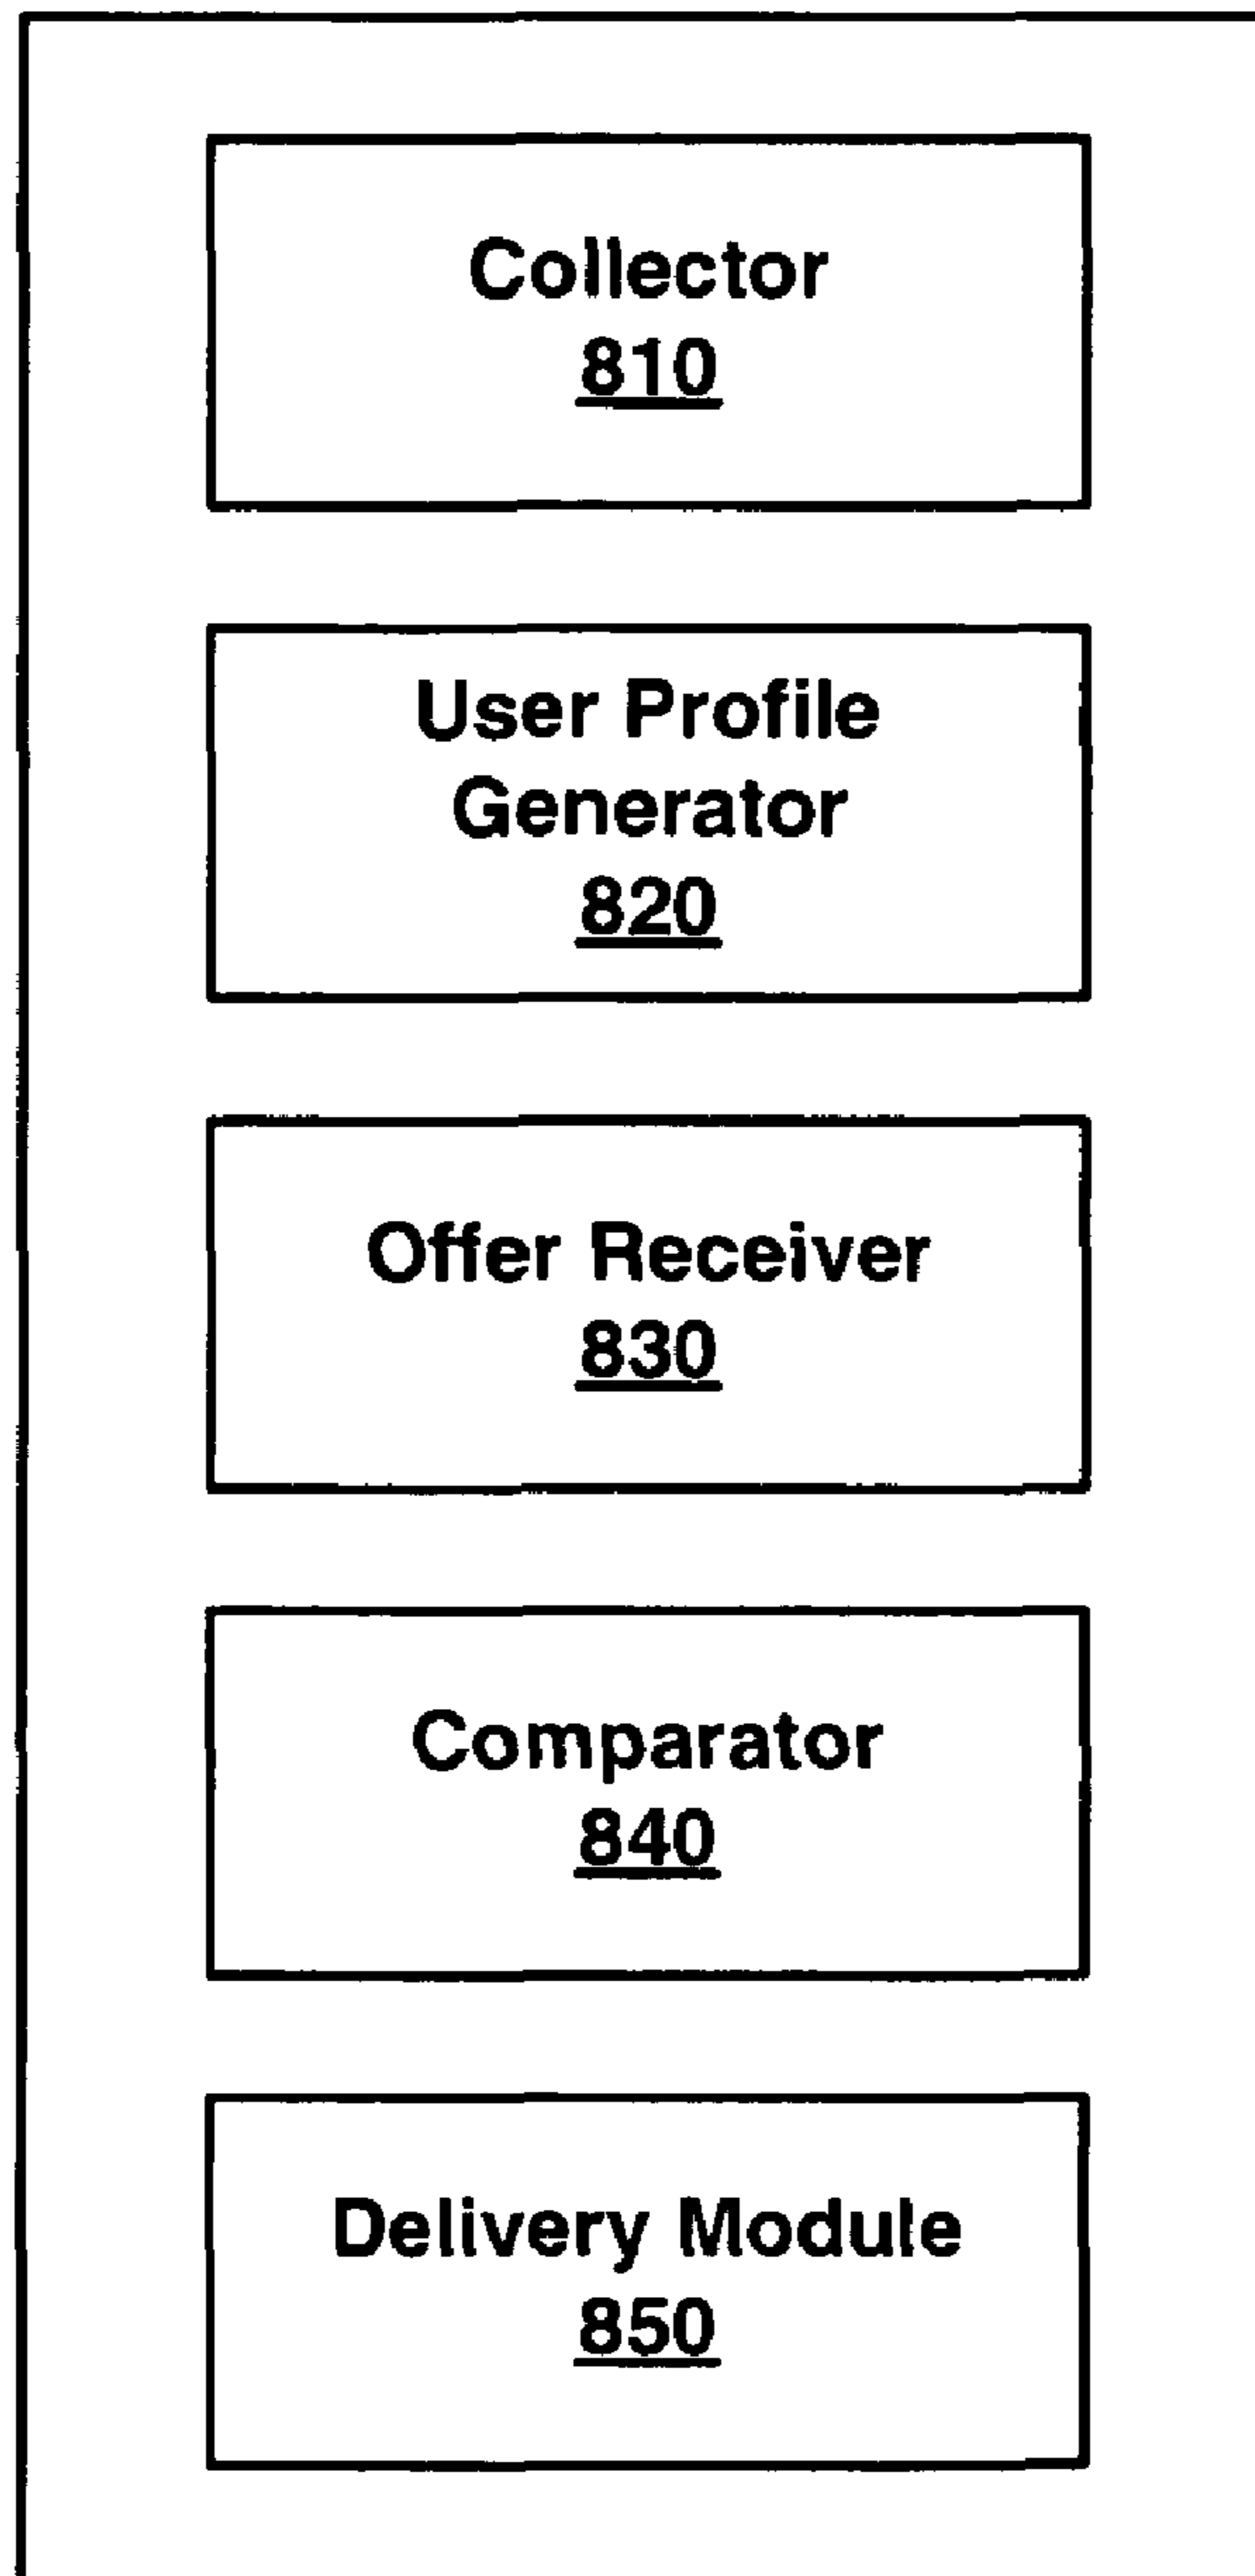 Collector
810
User Profile
Generator
820
Offer Receiver
830
Comparator
840
Delivery Module
850